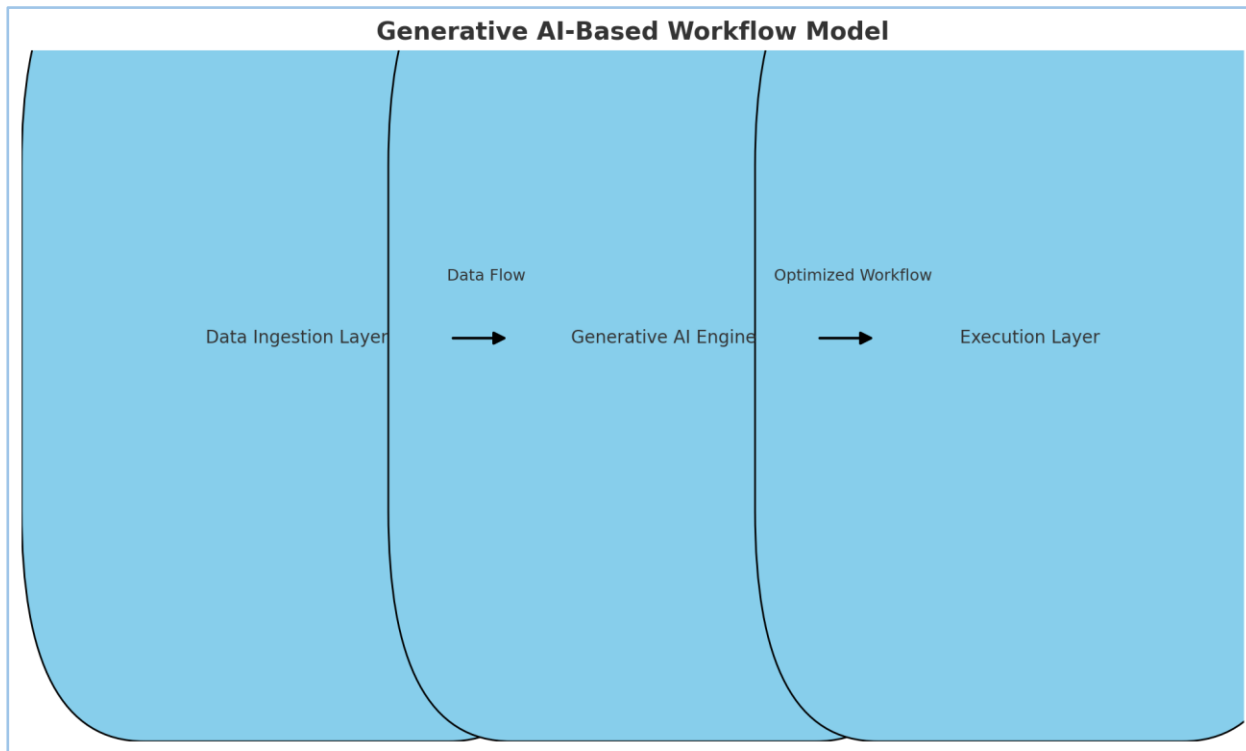 Generative AI-Based Workflow Model
Data Flow
Optimized Workflow
Data Ingestion Layer
Generative AI Engine
Execution Layer